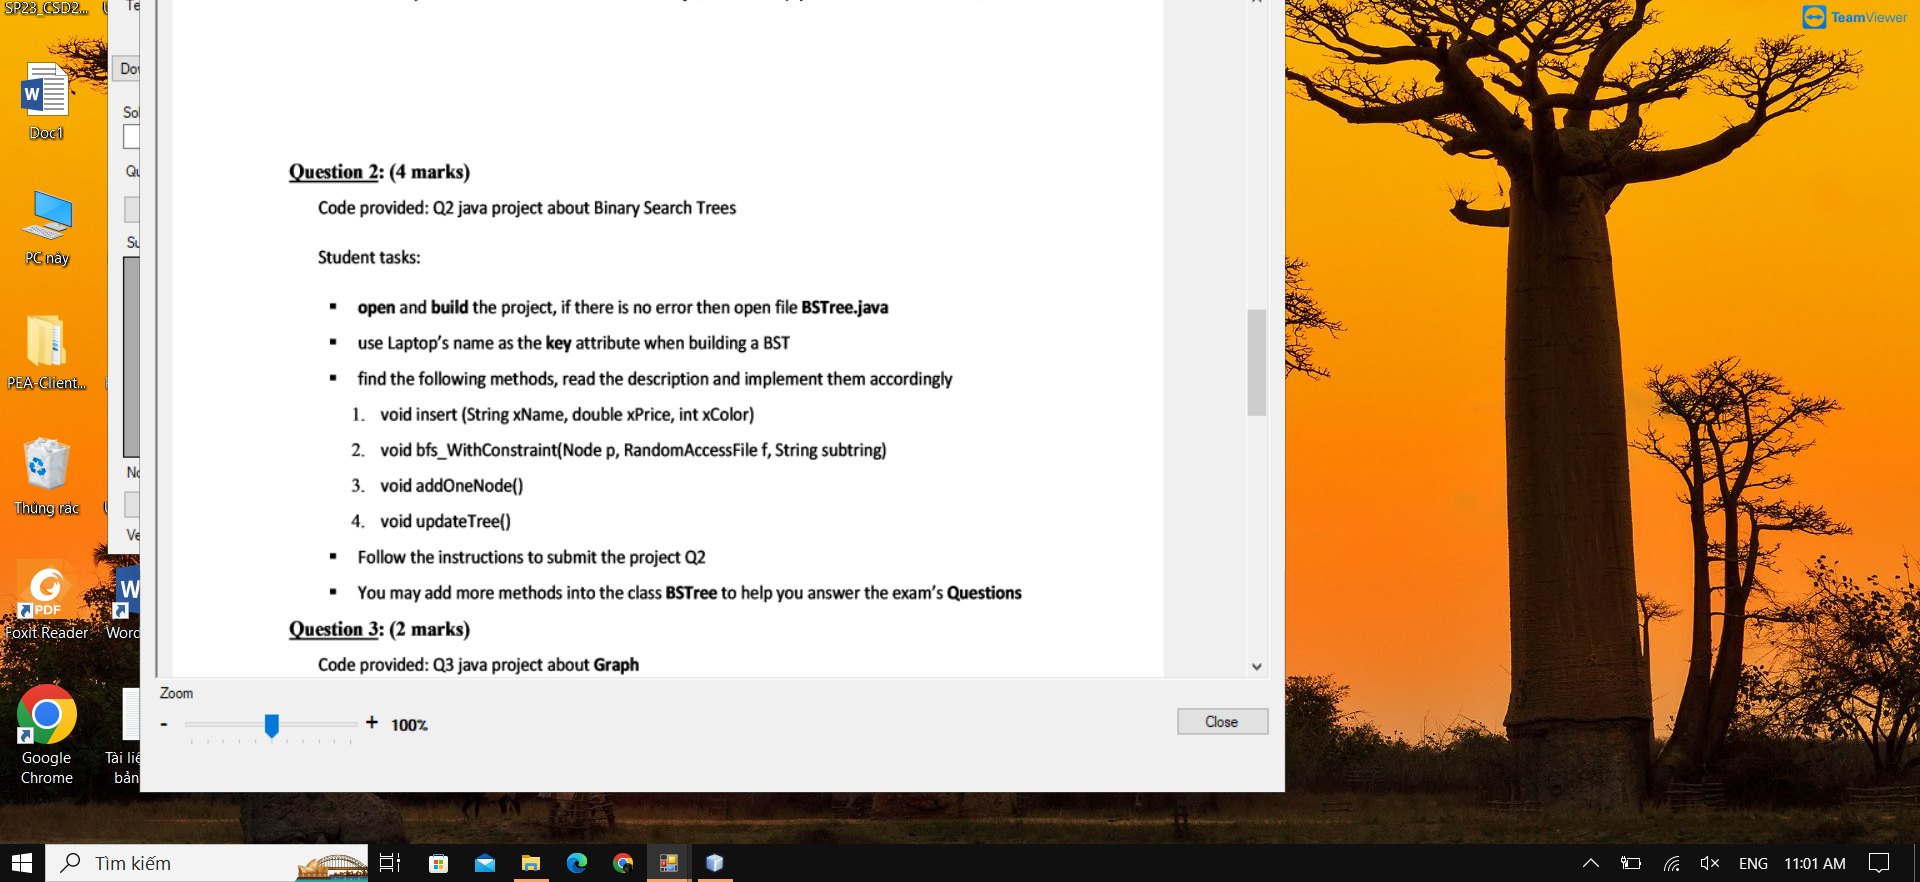 SP23_CSD2...
Te
TeamViewer
Dov
Doc1
Sol
Question 2: (4 marks)
Code provided: Q2 java project about Binary Search Trees
Su
PC này
Student tasks:
▪ open and build the project, if there is no error then open file BSTree.java
▪ use Laptop's name as the key attribute when building a BST
PEA-Client...
▪ find the following methods, read the description and implement them accordingly
1. void insert (String xName, double xPrice, int xColor)
2. void bfs_WithConstraint(Node p, RandomAccessFile f, String subtring)
No
3. void addOneNode()
Thùng rác
4. void updateTree()
Ve
▪ Follow the instructions to submit the project Q2
▪ You may add more methods into the class BSTree to help you answer the exam's Questions
PDF
Foxit Reader
Word
Question 3: (2 marks)
Code provided: Q3 java project about Graph
Zoom
- + 100%
Close
Google
Chrome
Tài liệ
bản
Tìm kiếm
ENG
11:01 AM